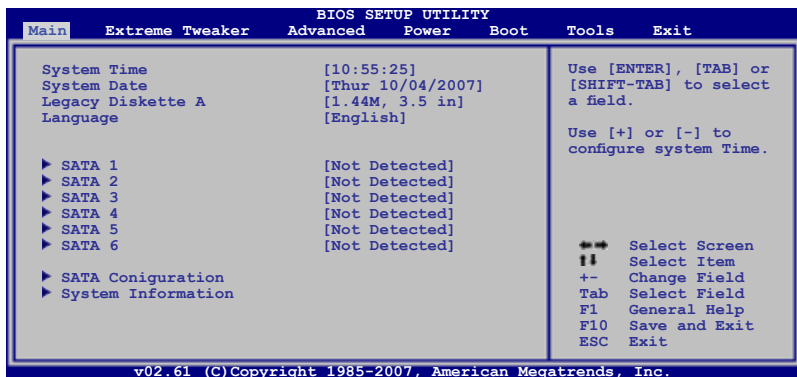 BIOS SETUP UTILITY
Main Extreme Tweaker Advanced Power Boot Tools Exit
System Time [10:55:25]
System Date [Thur 10/04/2007]
Legacy Diskette A [1.44M, 3.5 in]
Language [English]
SATA 1 [Not Detected]
SATA 2 [Not Detected]
SATA 3 [Not Detected]
SATA 4 [Not Detected]
SATA 5 [Not Detected]
SATA 6 [Not Detected]
SATA Coniguration
System Information
Use [ENTER], [TAB] or
[SHIFT-TAB] to select
a field.
Use [+] or [-] to
configure system Time.
Select Screen
Select Item
+- Change Field
Tab Select Field
F1 General Help
F10 Save and Exit
ESC Exit
v02.61 (C)Copyright 1985-2007, American Megatrends, Inc.